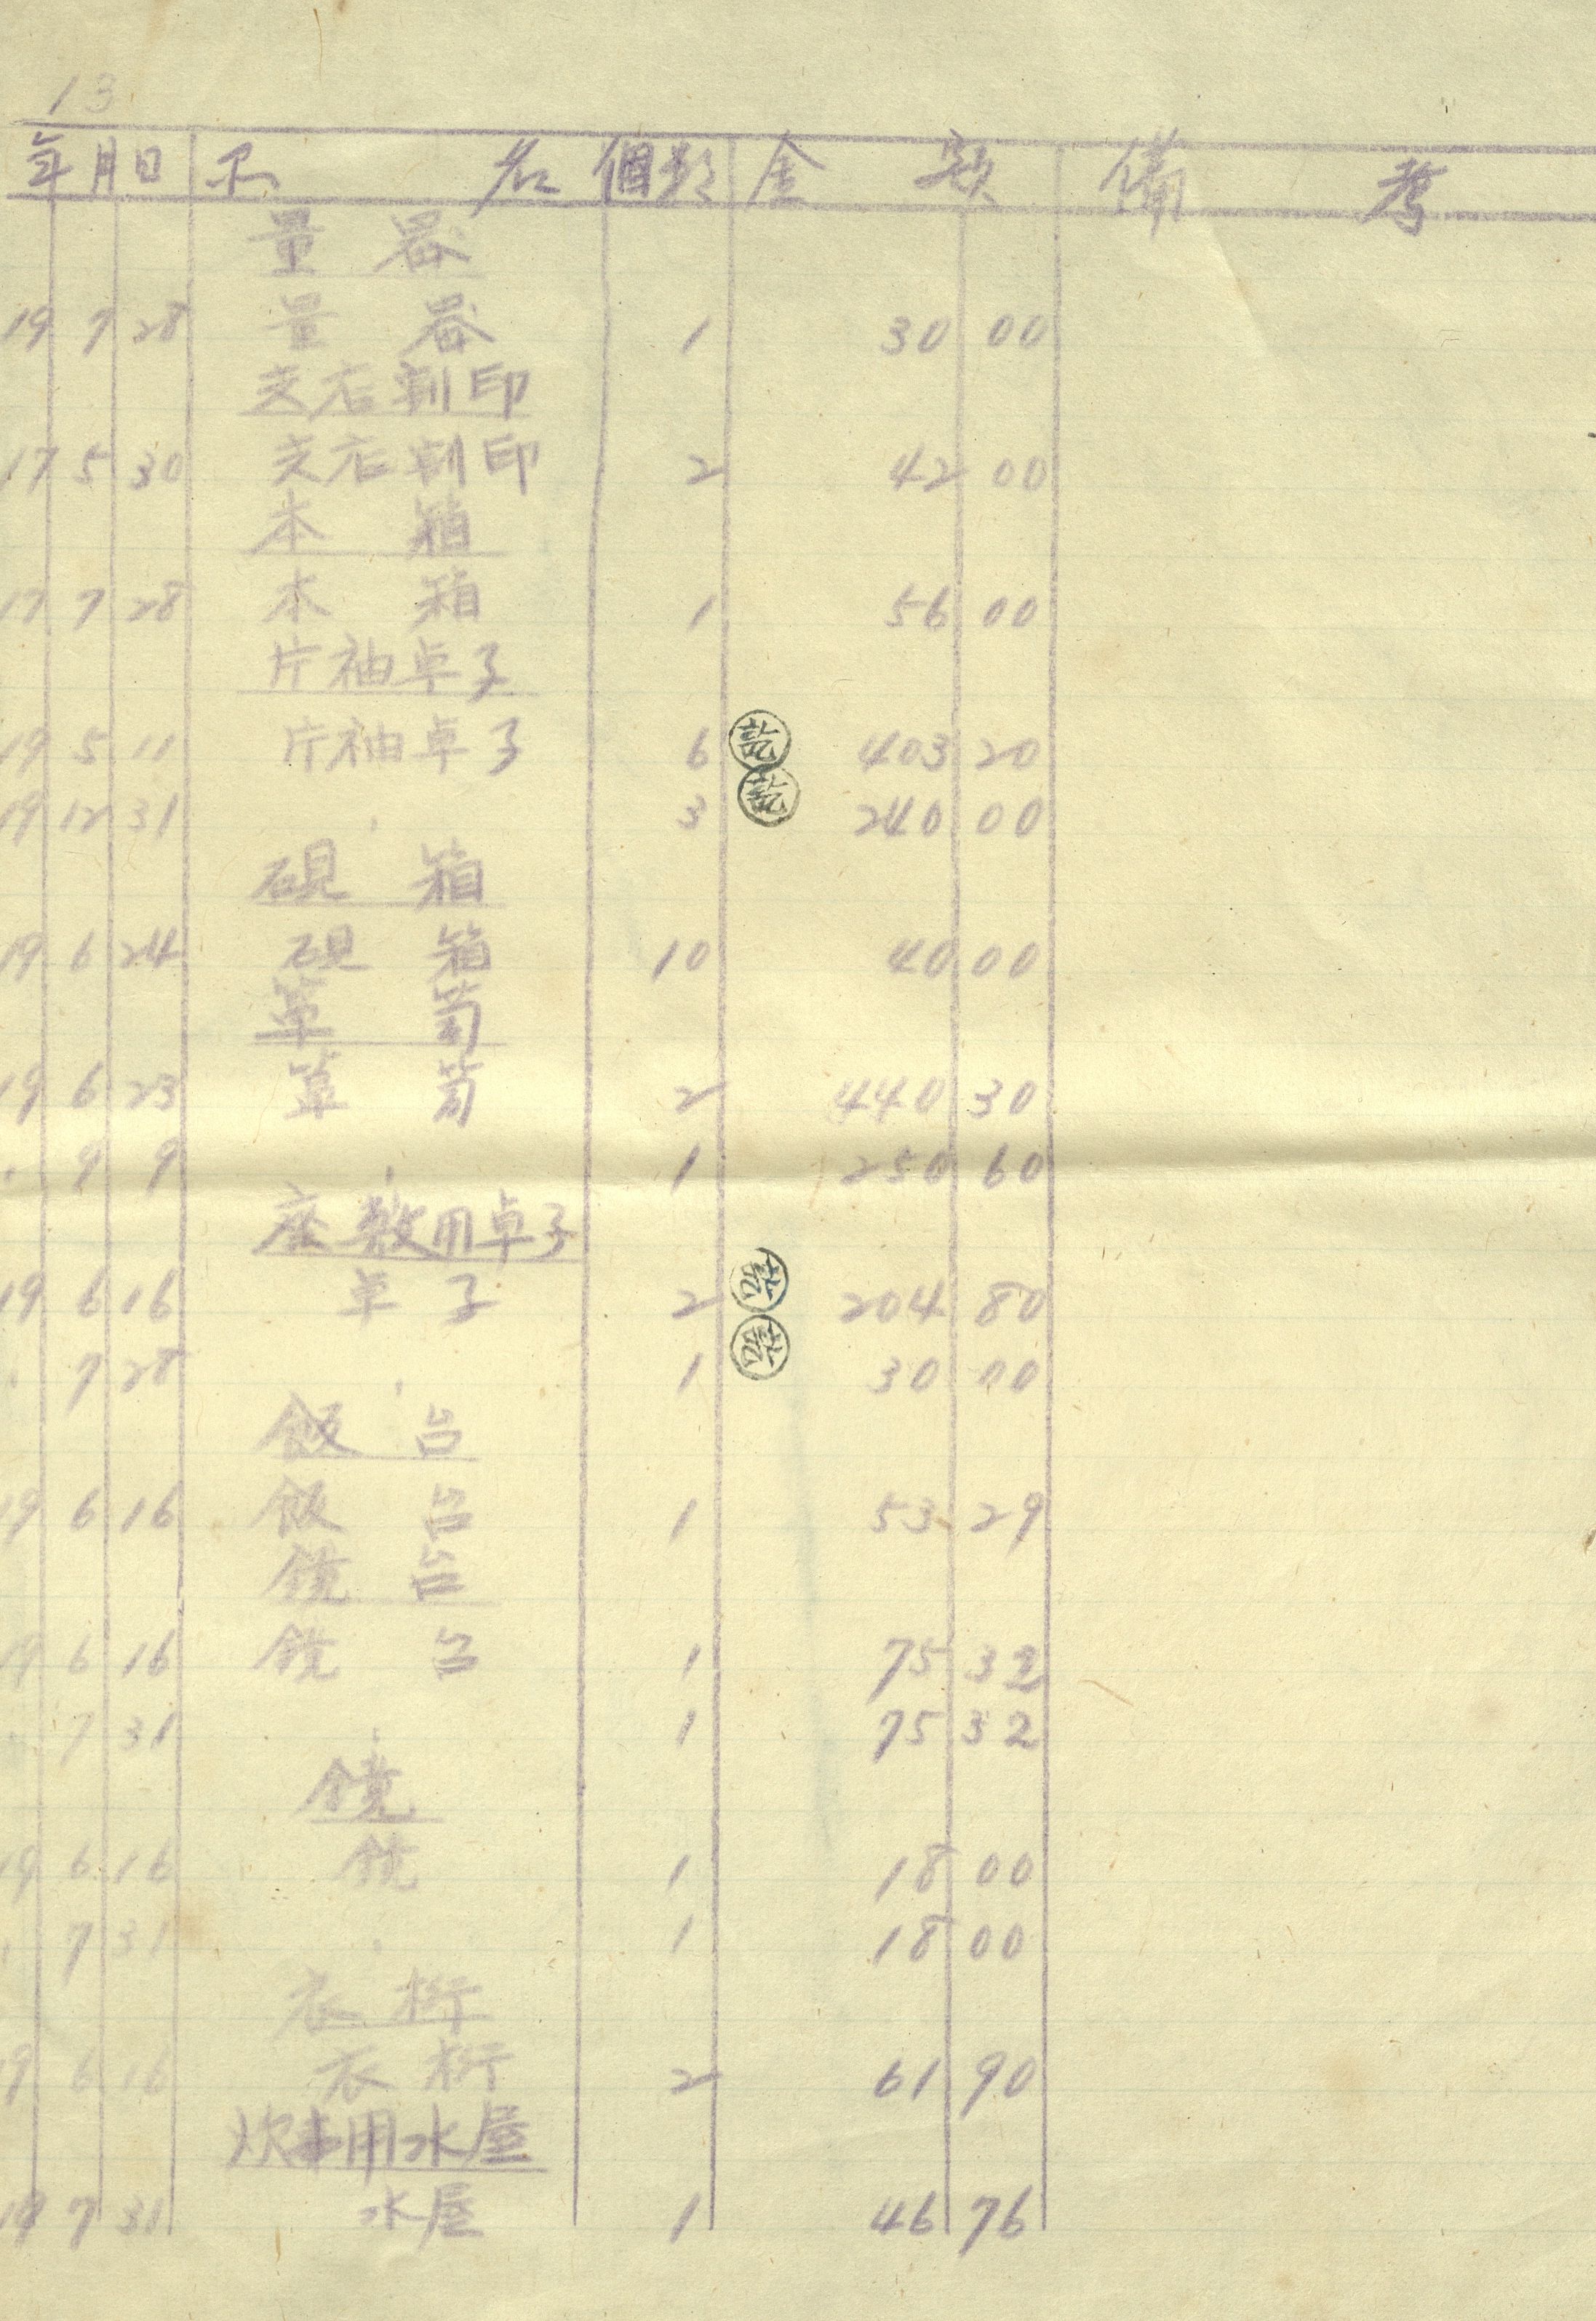 13
年 月 日 品 名 個数 金 額 備 考
量 器
19 7 28 量 器 1 30 00
支店割印
17 5 30 支店割印 2 42 00
本 箱
17 7 28 本 箱 1 56 00
片袖卓子
19 5 11 片袖卓子 6 403 20
19 12 31 〃 3 240 00
硯 箱
19 6 24 硯 箱 10 40 00
箪 笥
19 6 23 箪 笥 2 440 30
〃 9 9 〃 1 250 60
座敷用卓子
19 6 16 卓 子 2 204 80
〃 7 28 〃 1 30 00
飯 台
19 6 16 飯 台 1 53 29
鏡 台
19 6 16 鏡 台 1 75 32
〃 7 31 〃 1 75 32
鏡
19 6 16 鏡 1 18 00
〃 7 31 〃 1 18 00
衣 桁
19 6 16 衣 桁 2 61 90
炊事用水屋
19 7 31 水屋 1 46 76